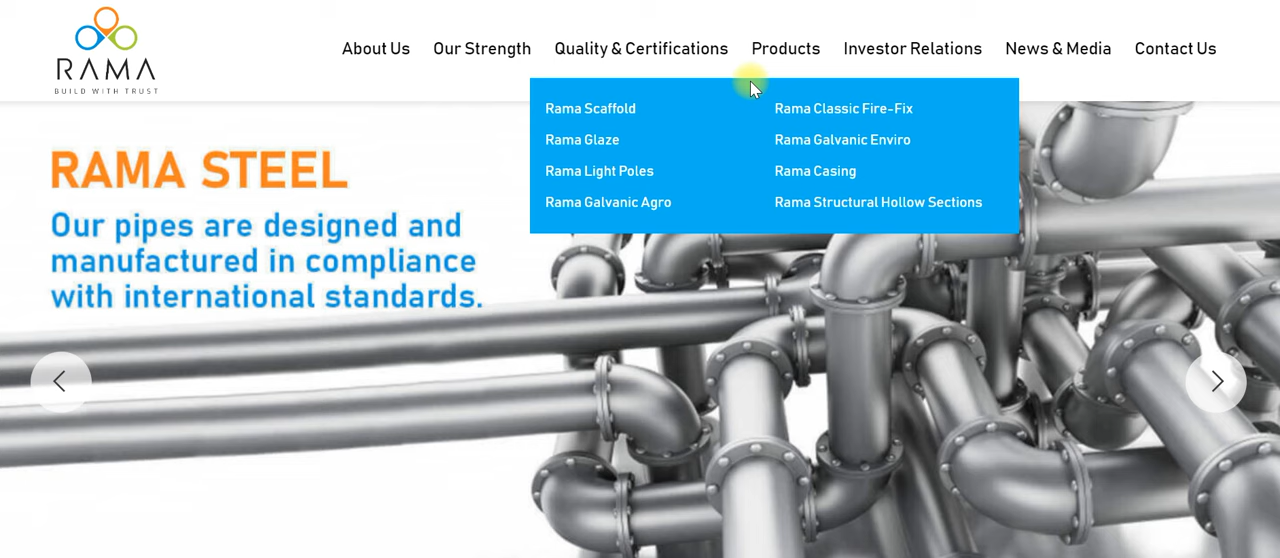 RAMA
BUILD WITH TRUST
About Us Our Strength Quality & Certifications Products Investor Relations News & Media Contact Us
Rama Scaffold Rama Classic Fire-Fix
Rama Glaze Rama Galvanic Enviro
Rama Light Poles Rama Casing
Rama Galvanic Agro Rama Structural Hollow Sections
RAMA STEEL
Our pipes are designed and
manufactured in compliance
with international standards.